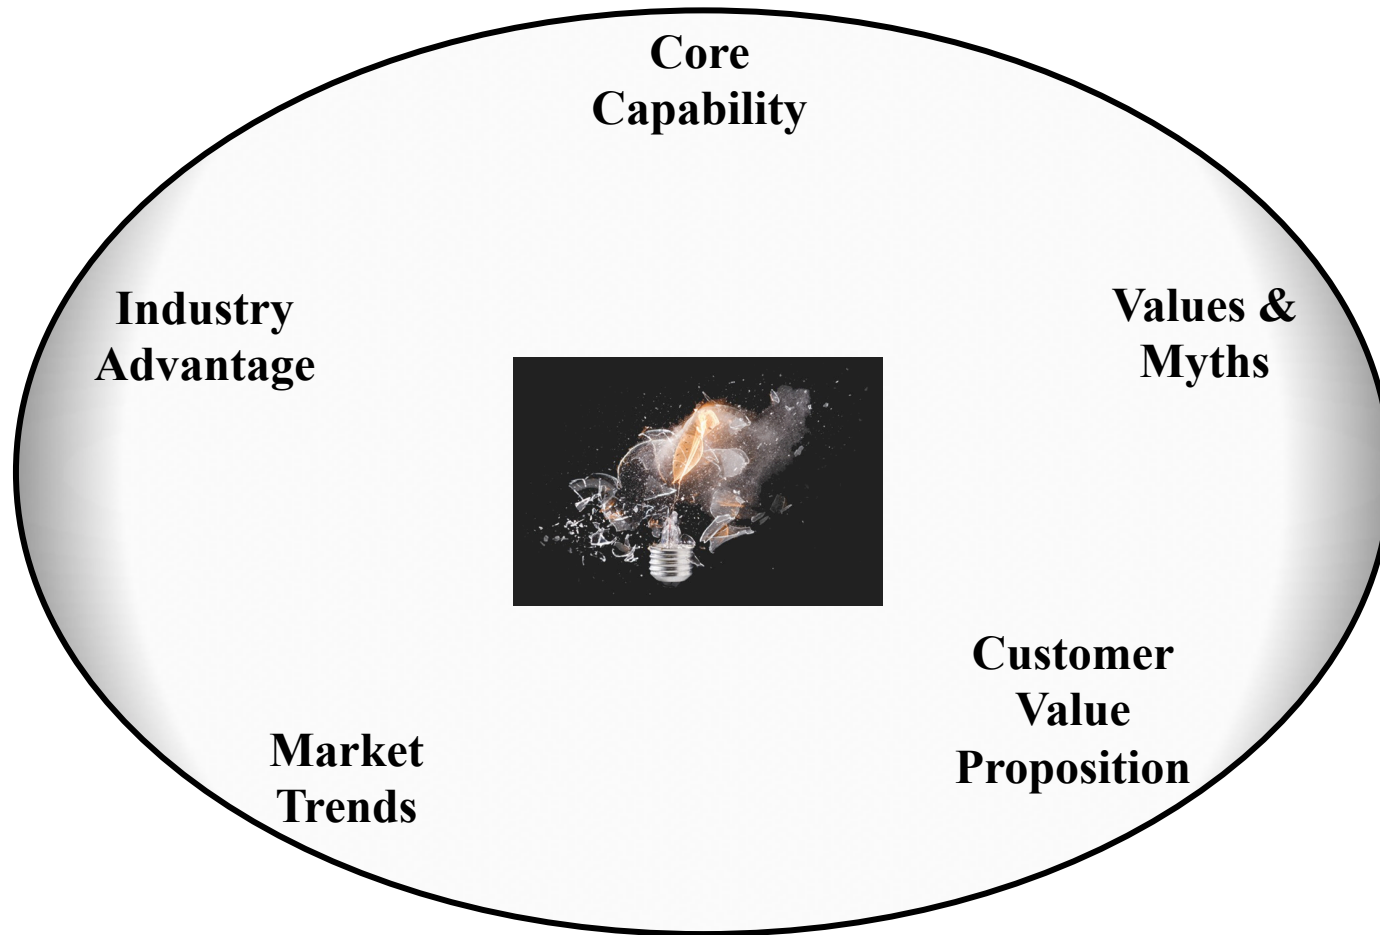 Core
Capability
Industry
Advantage
Values &
Myths
Customer
Value
Proposition
Market
Trends